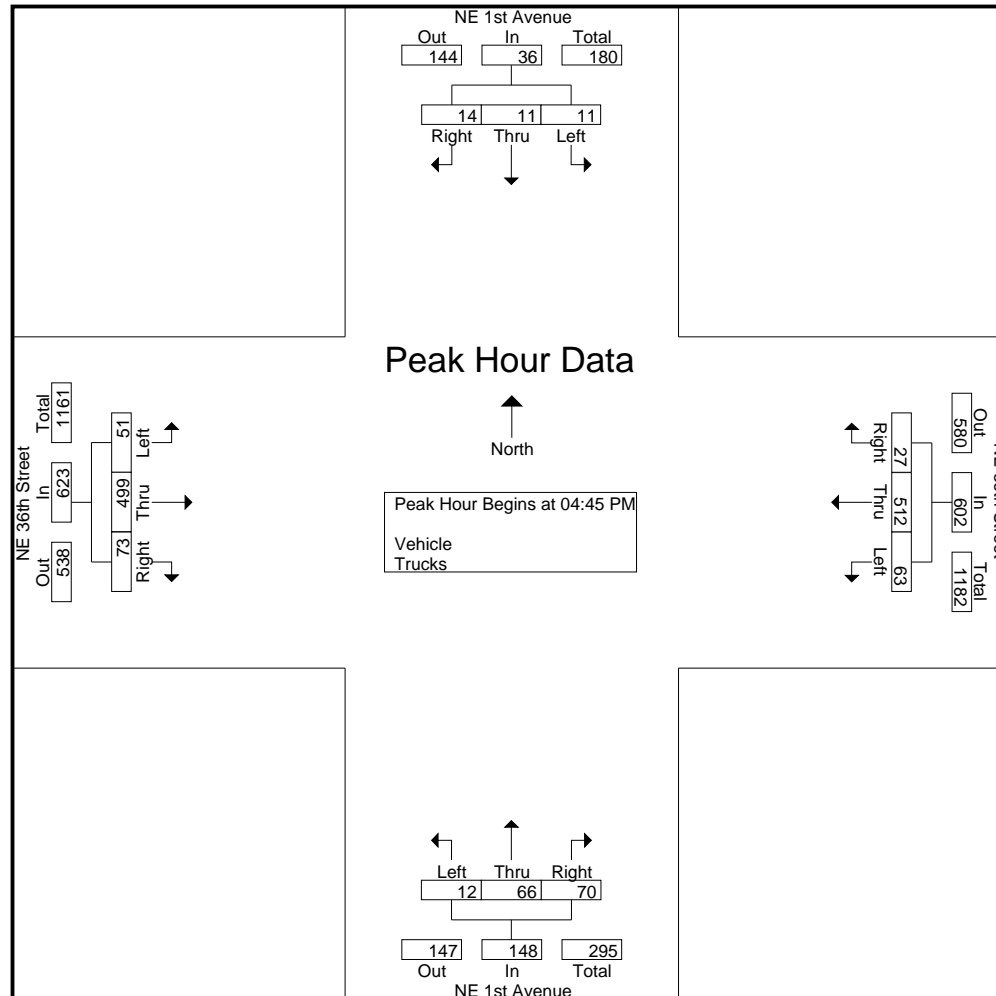 NE 1st Avenue
Out In Total
144 36 180
14 11 11
Right Thru Left
Peak Hour Data
North
Peak Hour Begins at 04:45 PM
Vehicle
Trucks
NE 36th Street
Total In Out
1161 623 538
51 499 73
Left Thru Right
Right Thru Left
27 512 63
580 602 1182
Out In Total
Left Thru Right
12 66 70
147 148 295
Out In Total
NE 1st Avenue